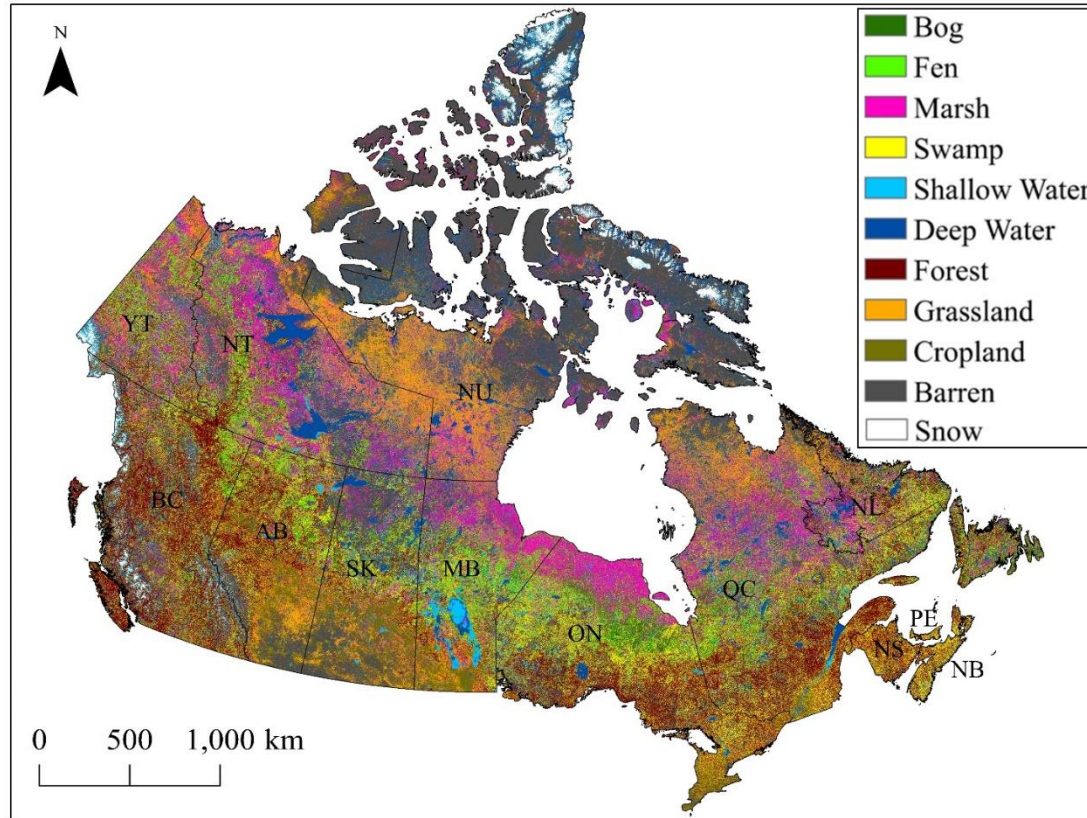 N
Bog
Fen
Marsh
Swamp
Shallow Water
Deep Water
Forest
Grassland
Cropland
Barren
Snow
YT
NT
NU
BC
AB
SK
MB
ON
QC
NL
PE
NS
NB
0 500 1,000 km